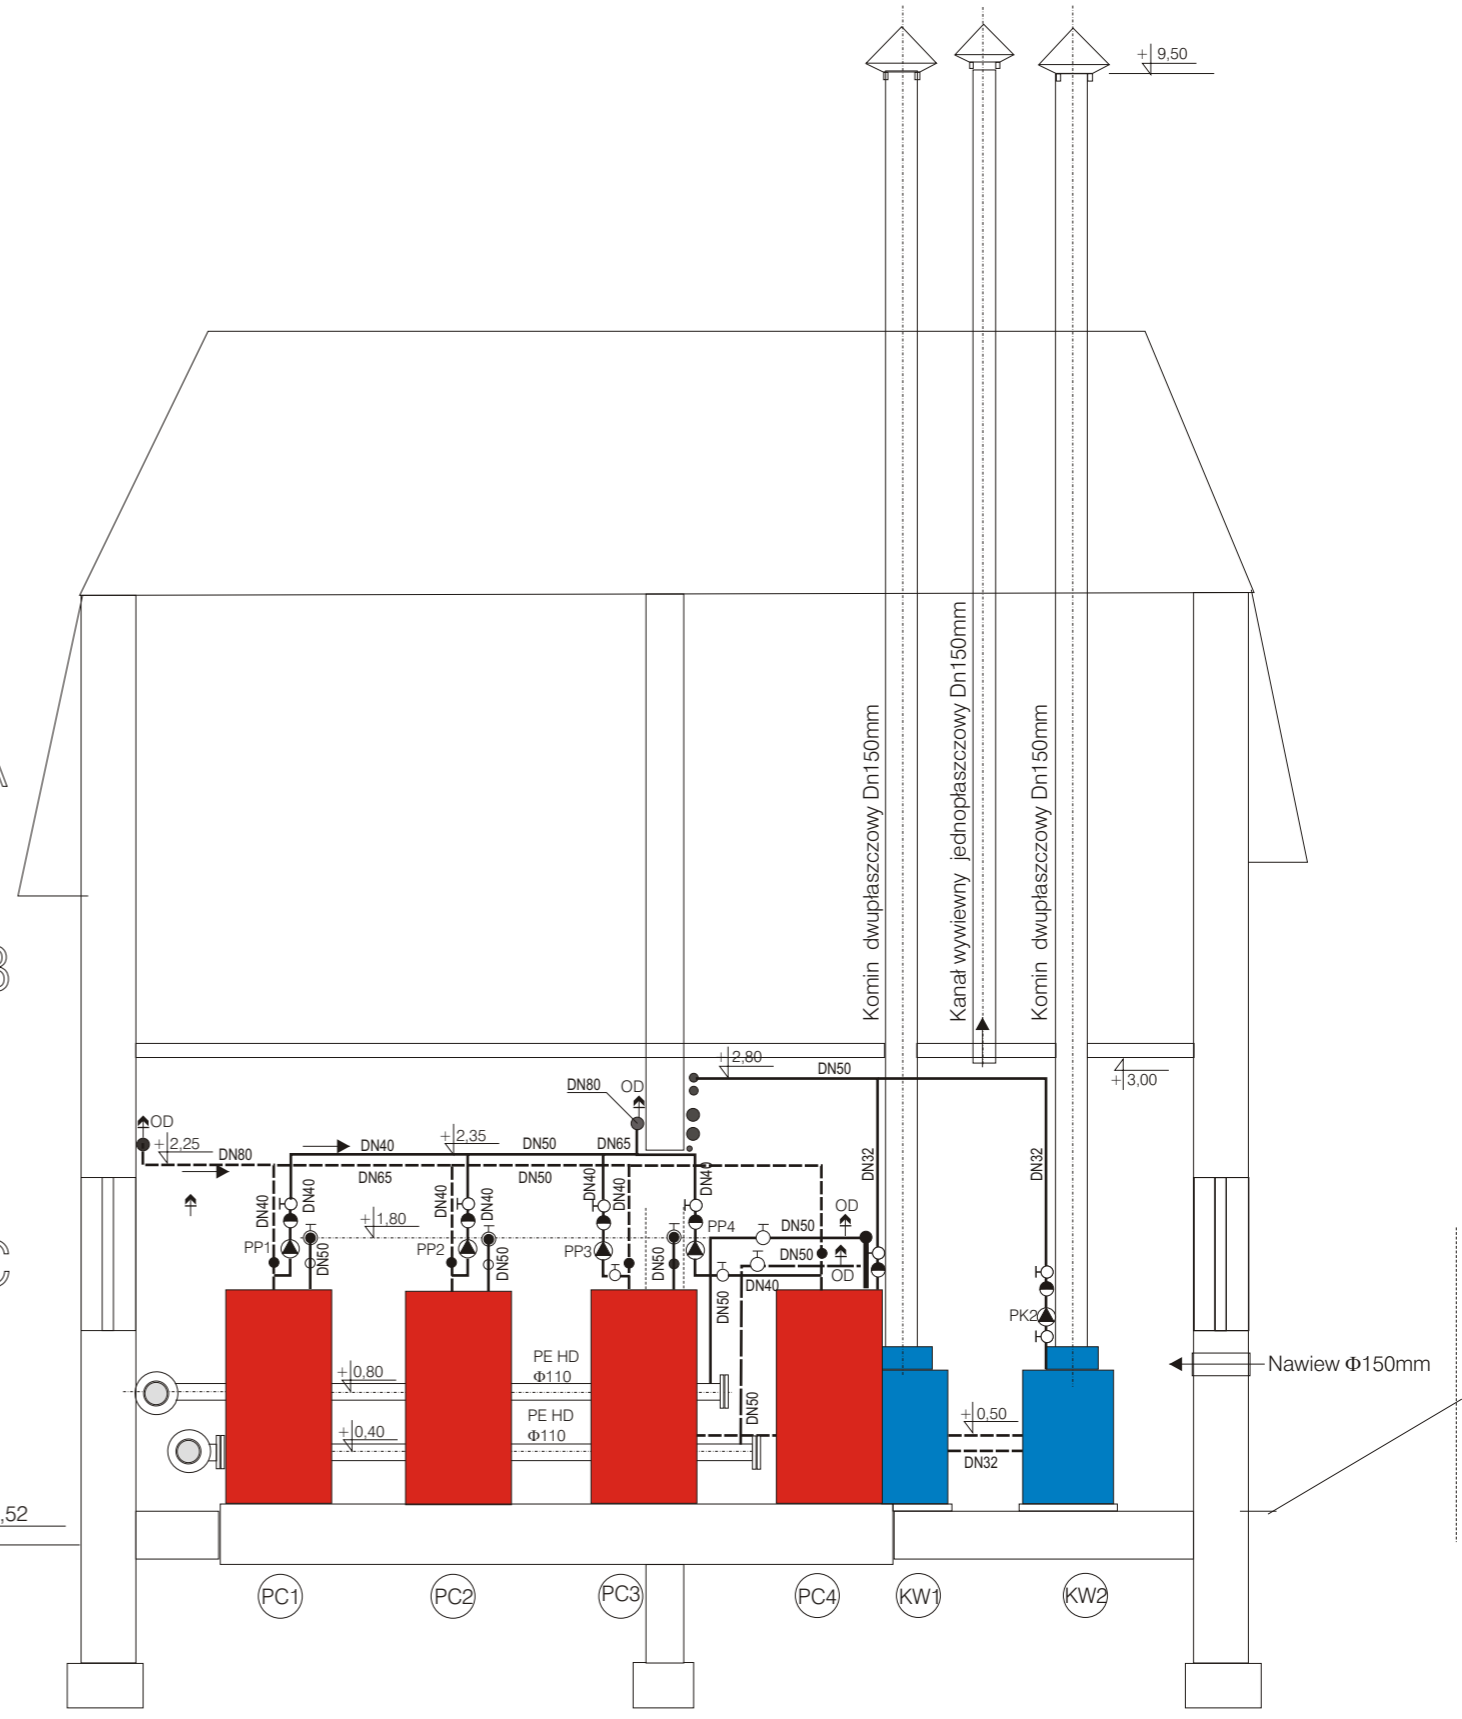 +9,50
Komin dwupłaszczowy Dn150mm
Kanał wywiewny jednopłaszczowy Dn150mm
Komin dwupłaszczowy Dn150mm
A
B
C
+2,80
DN50
+3,00
DN80
OD
OD
+2,25
DN80
DN40
+2,35
DN50
DN65
DN65
DN50
DN32
DN32
DN40
DN40
DN40
DN40
DN40
DN40
DN40
+1,80
PP1
DN50
PP2
DN50
PP3
DN50
PP4
DN50
OD
DN50
OD
DN40
DN50
PK2
+0,80
PE HD
Φ110
Nawiew Φ150mm
DN50
+0,40
PE HD
Φ110
+0,50
DN32
,52
PC1
PC2
PC3
PC4
KW1
KW2